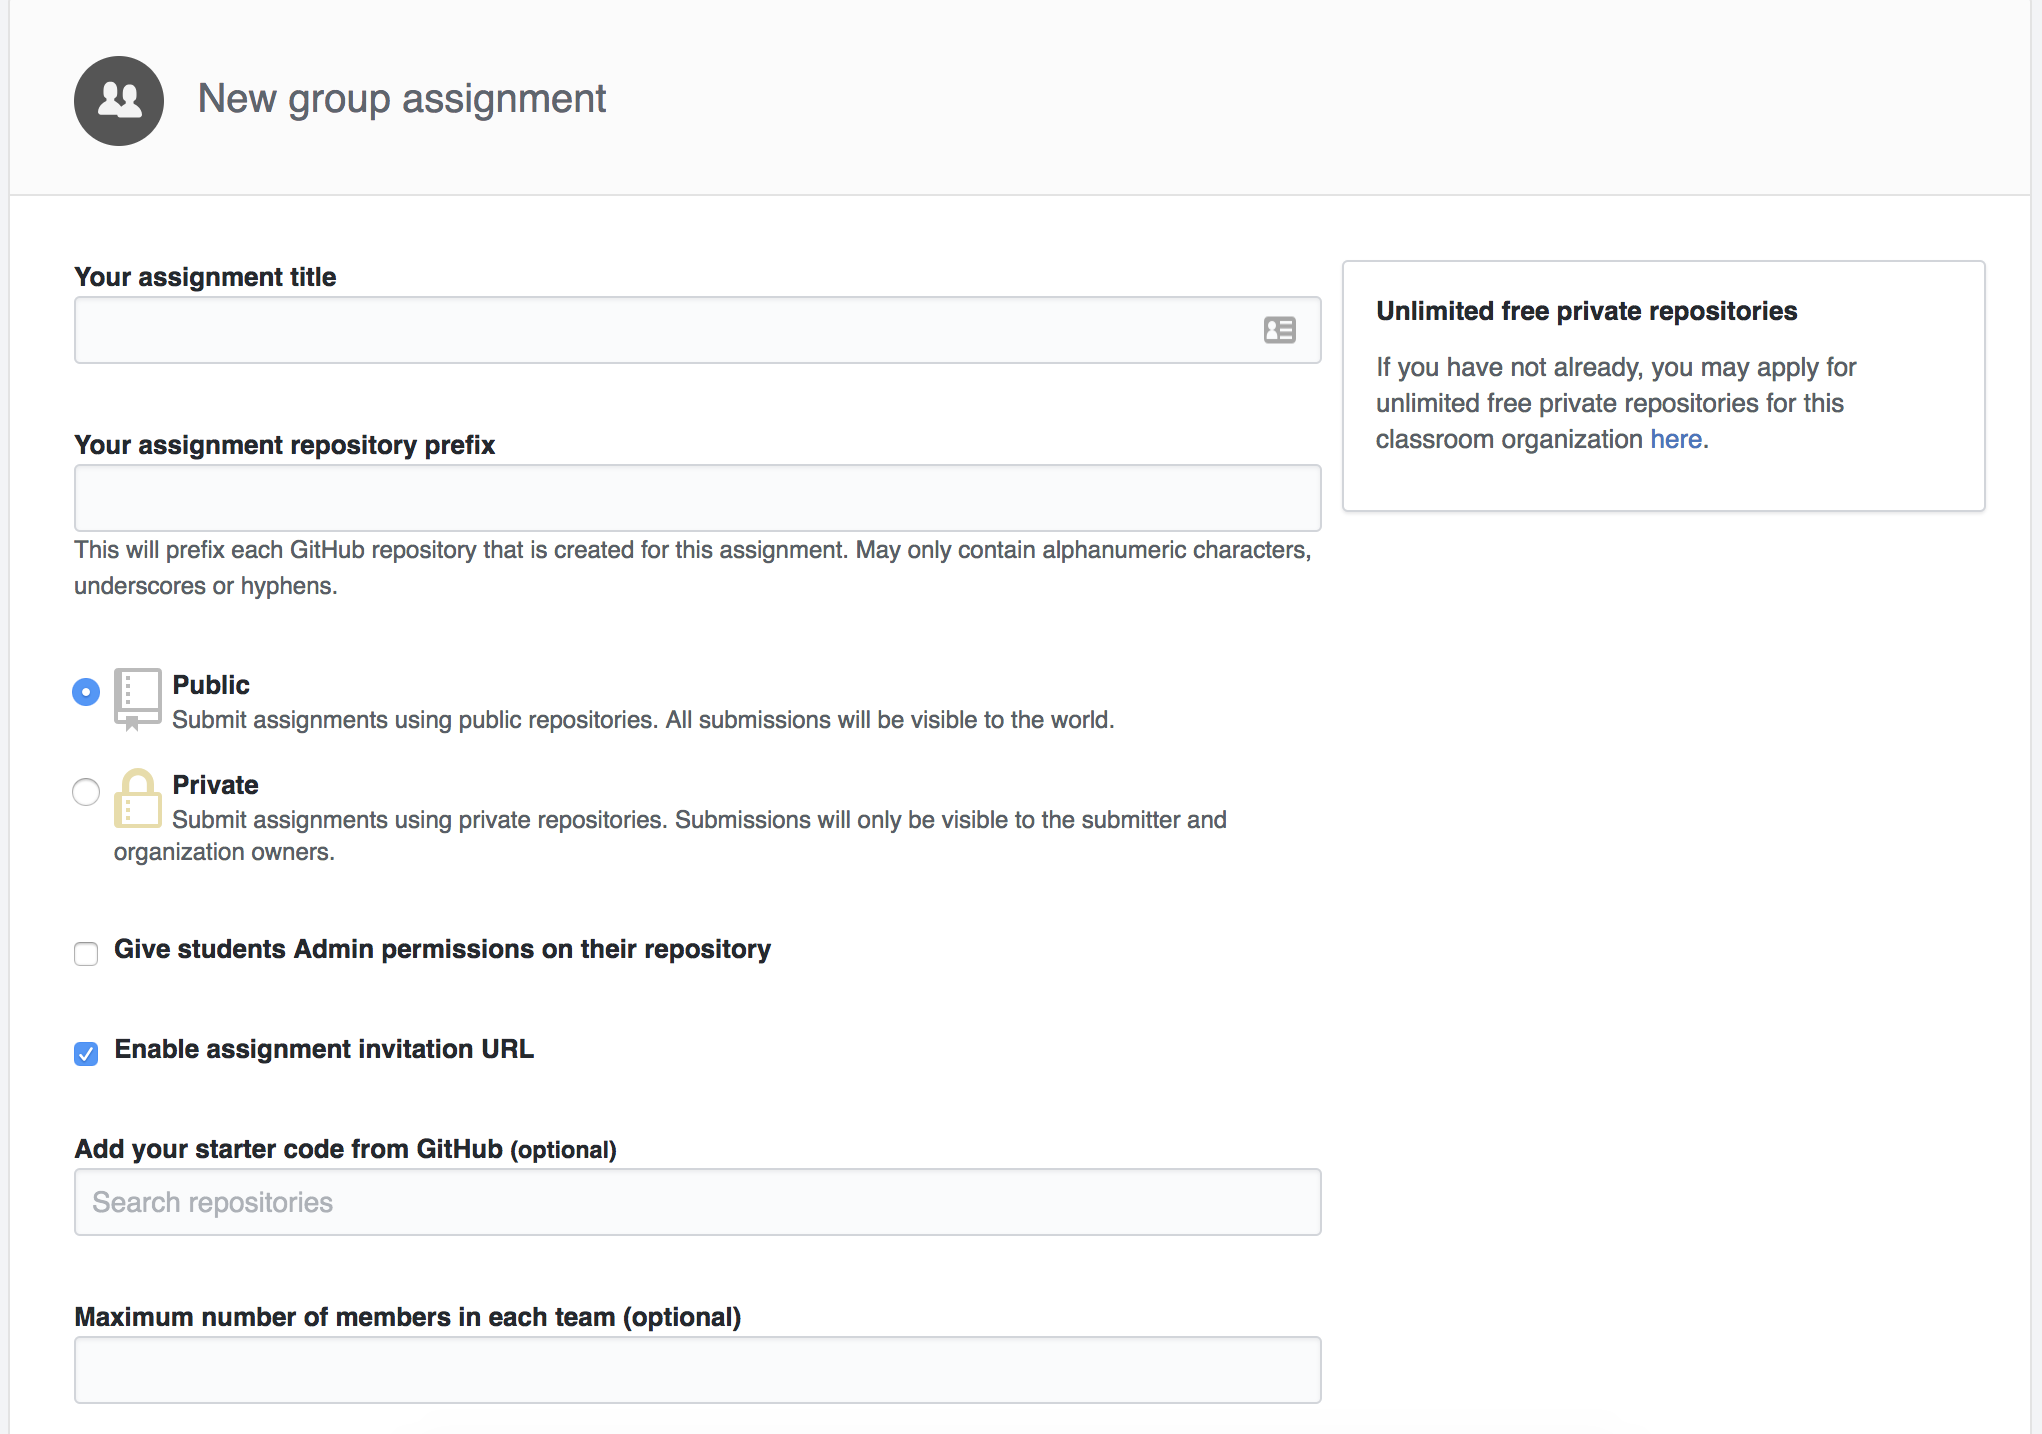 New group assignment
Your assignment title
Your assignment repository prefix
This will prefix each GitHub repository that is created for this assignment. May only contain alphanumeric characters,
underscores or hyphens.
Public
Submit assignments using public repositories. All submissions will be visible to the world.
Private
Submit assignments using private repositories. Submissions will only be visible to the submitter and
organization owners.
Give students Admin permissions on their repository
Enable assignment invitation URL
Add your starter code from GitHub (optional)
Search repositories
Maximum number of members in each team (optional)
Unlimited free private repositories
If you have not already, you may apply for
unlimited free private repositories for this
classroom organization here.